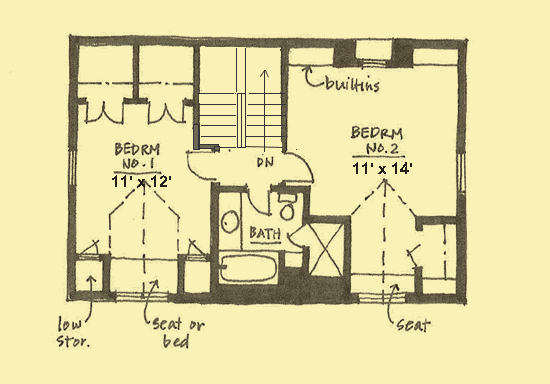 builtins
BEDRM
NO. 1
11' x 12'
DN
BEDRM
NO. 2
11' x 14'
BATH
low
stor.
seat or
bed
seat